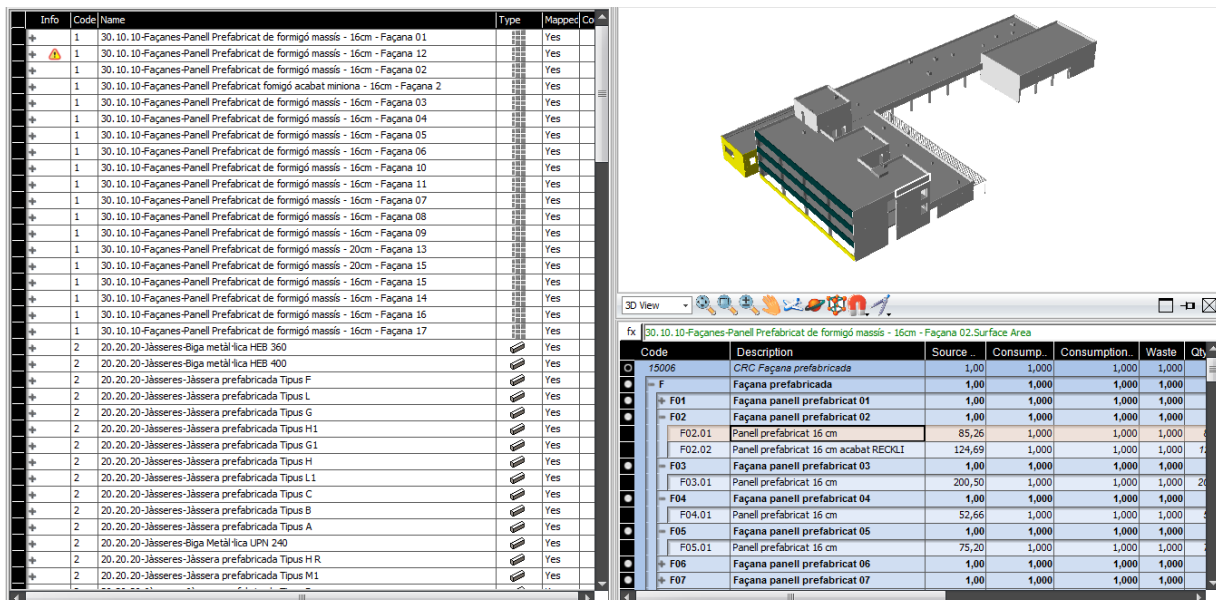 Info Code Name Type Mapped Co
1 30.10.10-Façanes-Panell Prefabricat de formigó massís - 16cm - Façana 01 Yes
1 30.10.10-Façanes-Panell Prefabricat de formigó massís - 16cm - Façana 12 Yes
1 30.10.10-Façanes-Panell Prefabricat de formigó massís - 16cm - Façana 02 Yes
1 30.10.10-Façanes-Panell Prefabricat fomigó acabat miniona - 16cm - Façana 2 Yes
1 30.10.10-Façanes-Panell Prefabricat de formigó massís - 16cm - Façana 03 Yes
1 30.10.10-Façanes-Panell Prefabricat de formigó massís - 16cm - Façana 04 Yes
1 30.10.10-Façanes-Panell Prefabricat de formigó massís - 16cm - Façana 05 Yes
1 30.10.10-Façanes-Panell Prefabricat de formigó massís - 16cm - Façana 06 Yes
1 30.10.10-Façanes-Panell Prefabricat de formigó massís - 16cm - Façana 10 Yes
1 30.10.10-Façanes-Panell Prefabricat de formigó massís - 16cm - Façana 11 Yes
1 30.10.10-Façanes-Panell Prefabricat de formigó massís - 16cm - Façana 07 Yes
1 30.10.10-Façanes-Panell Prefabricat de formigó massís - 16cm - Façana 08 Yes
1 30.10.10-Façanes-Panell Prefabricat de formigó massís - 16cm - Façana 09 Yes
1 30.10.10-Façanes-Panell Prefabricat de formigó massís - 20cm - Façana 13 Yes
1 30.10.10-Façanes-Panell Prefabricat de formigó massís - 20cm - Façana 15 Yes
1 30.10.10-Façanes-Panell Prefabricat de formigó massís - 16cm - Façana 15 Yes
1 30.10.10-Façanes-Panell Prefabricat de formigó massís - 16cm - Façana 14 Yes
1 30.10.10-Façanes-Panell Prefabricat de formigó massís - 16cm - Façana 16 Yes
1 30.10.10-Façanes-Panell Prefabricat de formigó massís - 16cm - Façana 17 Yes
2 20.20.20-Jàsseres-Biga metàl·lica HEB 360 Yes
2 20.20.20-Jàsseres-Biga metàl·lica HEB 400 Yes
2 20.20.20-Jàsseres-Jàssera prefabricada Tipus F Yes
2 20.20.20-Jàsseres-Jàssera prefabricada Tipus L Yes
2 20.20.20-Jàsseres-Jàssera prefabricada Tipus G Yes
2 20.20.20-Jàsseres-Jàssera prefabricada Tipus H1 Yes
2 20.20.20-Jàsseres-Jàssera prefabricada Tipus G1 Yes
2 20.20.20-Jàsseres-Jàssera prefabricada Tipus H Yes
2 20.20.20-Jàsseres-Jàssera prefabricada Tipus L1 Yes
2 20.20.20-Jàsseres-Jàssera prefabricada Tipus C Yes
2 20.20.20-Jàsseres-Jàssera prefabricada Tipus B Yes
2 20.20.20-Jàsseres-Jàssera prefabricada Tipus A Yes
2 20.20.20-Jàsseres-Biga Metàl·lica UPN 240 Yes
2 20.20.20-Jàsseres-Jàssera prefabricada Tipus H R Yes
2 20.20.20-Jàsseres-Jàssera prefabricada Tipus M1 Yes
3D View
fx 30.10.10-Façanes-Panell Prefabricat de formigó massís - 16cm - Façana 02.Surface Area
Code Description Source .. Consump.. Consumption.. Waste Qty
15006 CRC Façana prefabricada 1,00 1,000 1,000 1,000
F Façana prefabricada 1,00 1,000 1,000 1,000
F01 Façana panell prefabricat 01 1,00 1,000 1,000 1,000
F02 Façana panell prefabricat 02 1,00 1,000 1,000 1,000
F02.01 Panell prefabricat 16 cm 85,26 1,000 1,000 1,000
F02.02 Panell prefabricat 16 cm acabat RECKLI 124,69 1,000 1,000 1,000
F03 Façana panell prefabricat 03 1,00 1,000 1,000 1,000
F03.01 Panell prefabricat 16 cm 200,50 1,000 1,000 1,000
F04 Façana panell prefabricat 04 1,00 1,000 1,000 1,000
F04.01 Panell prefabricat 16 cm 52,66 1,000 1,000 1,000
F05 Façana panell prefabricat 05 1,00 1,000 1,000 1,000
F05.01 Panell prefabricat 16 cm 75,20 1,000 1,000 1,000
F06 Façana panell prefabricat 06 1,00 1,000 1,000 1,000
F07 Façana panell prefabricat 07 1,00 1,000 1,000 1,000